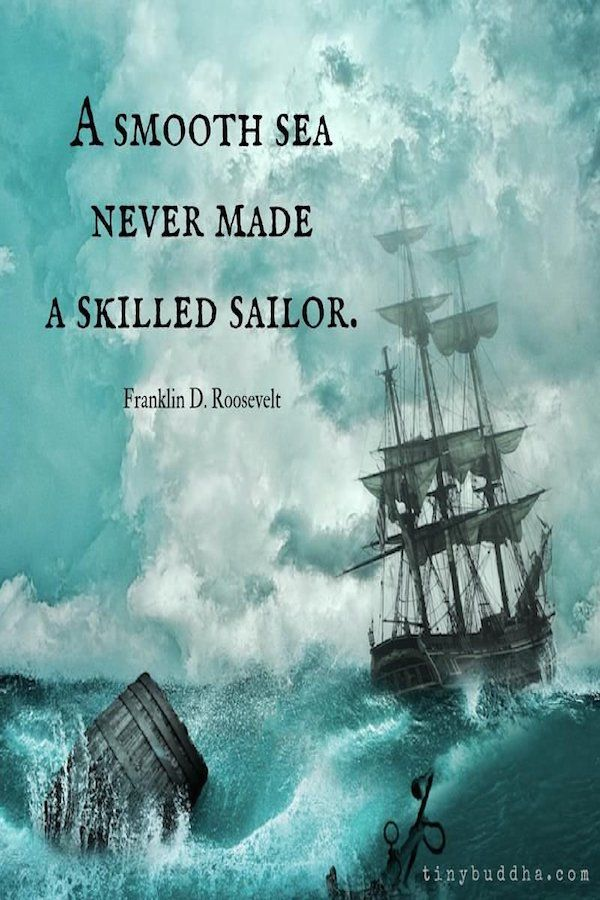 A SMOOTH SEA
NEVER MADE
A SKILLED SAILOR.
Franklin D. Roosevelt
tinybuddha.com